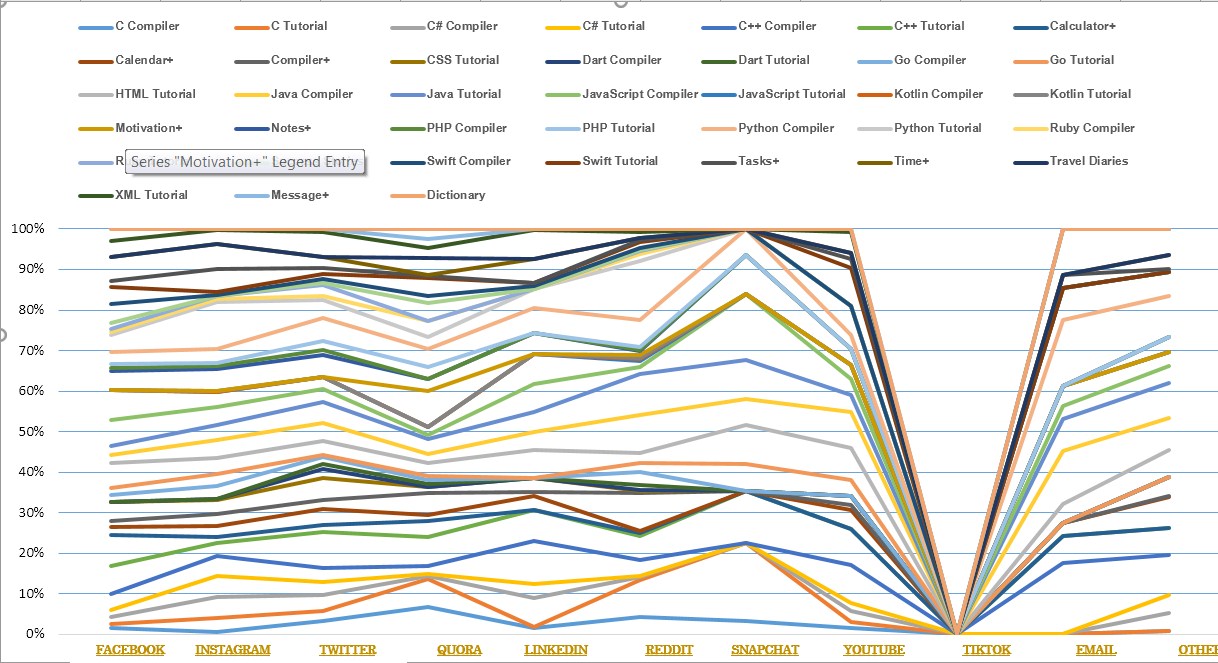 C Compiler C Tutorial C# Compiler C# Tutorial C++ Compiler C++ Tutorial Calculator+
Calendar+ Compiler+ CSS Tutorial Dart Compiler Dart Tutorial Go Compiler Go Tutorial
HTML Tutorial Java Compiler Java Tutorial JavaScript Compiler JavaScript Tutorial Kotlin Compiler Kotlin Tutorial
Motivation+ Notes+ PHP Compiler PHP Tutorial Python Compiler Python Tutorial Ruby Compiler
Series "Motivation+" Legend Entry Swift Compiler Swift Tutorial Tasks+ Time+ Travel Diaries
XML Tutorial Message+ Dictionary
100%
90%
80%
70%
60%
50%
40%
30%
20%
10%
0%
FACEBOOK INSTAGRAM TWITTER QUORA LINKEDIN REDDIT SNAPCHAT YOUTUBE TIKTOK EMAIL OTHE